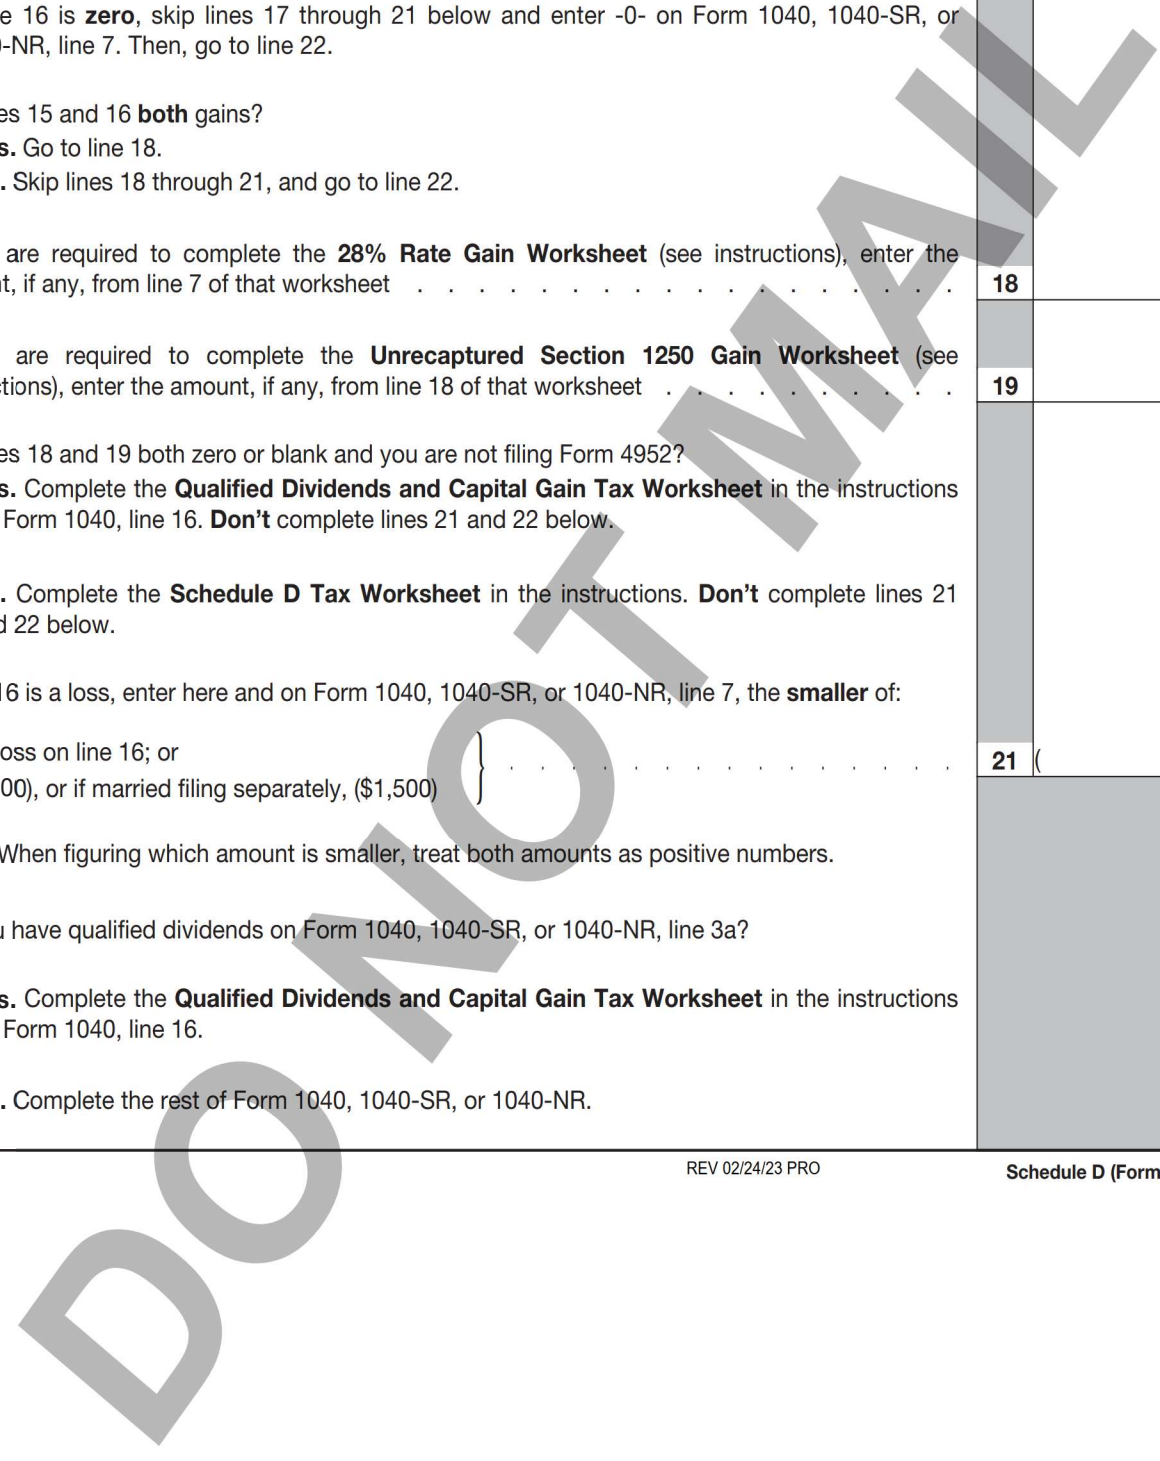 e 16 is zero, skip lines 17 through 21 below and enter -0- on Form 1040, 1040-SR, or
-NR, line 7. Then, go to line 22.
es 15 and 16 both gains?
s. Go to line 18.
. Skip lines 18 through 21, and go to line 22.
are required to complete the 28% Rate Gain Worksheet (see instructions), enter the
t, if any, from line 7 of that worksheet . . . . . . . . . . . . . . . . . . 18
are required to complete the Unrecaptured Section 1250 Gain Worksheet (see
tions), enter the amount, if any, from line 18 of that worksheet . . . . . . . . . . 19
es 18 and 19 both zero or blank and you are not filing Form 4952?
s. Complete the Qualified Dividends and Capital Gain Tax Worksheet in the instructions
Form 1040, line 16. Don't complete lines 21 and 22 below.
. Complete the Schedule D Tax Worksheet in the instructions. Don't complete lines 21
d 22 below.
16 is a loss, enter here and on Form 1040, 1040-SR, or 1040-NR, line 7, the smaller of:
oss on line 16; or
} . . . . . . . . . . . . . . . 21 (
00), or if married filing separately, ($1,500)
When figuring which amount is smaller, treat both amounts as positive numbers.
u have qualified dividends on Form 1040, 1040-SR, or 1040-NR, line 3a?
s. Complete the Qualified Dividends and Capital Gain Tax Worksheet in the instructions
Form 1040, line 16.
. Complete the rest of Form 1040, 1040-SR, or 1040-NR.
REV 02/24/23 PRO Schedule D (Form
DO NOT MAIL